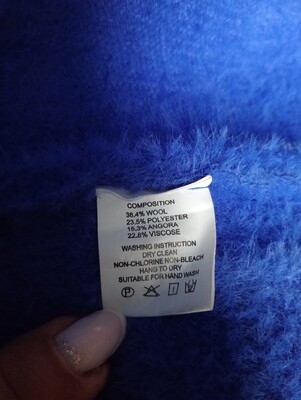 COMPOSITION
38,4% WOOL
23,5% POLYESTER
15,3% ANGORA
22,8% VISCOSE
WASHING INSTRUCTION
DRY CLEAN
NON-CHLORINE NON-BLEACH
HANG TO DRY
SUITABLE FOR HAND WASH
P